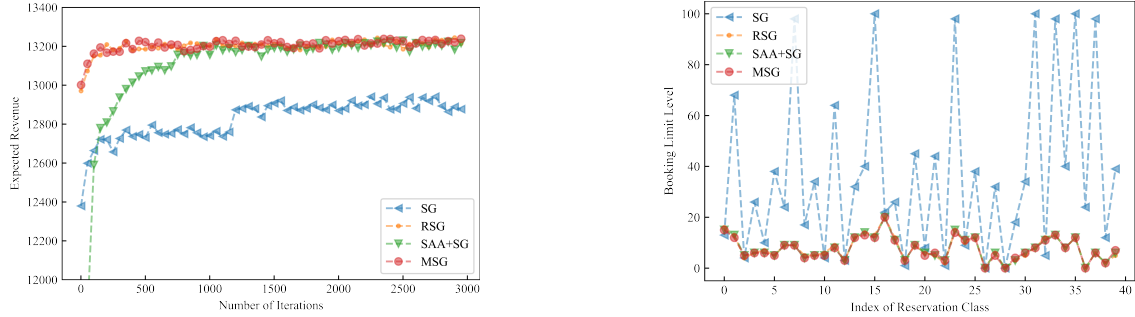 13400
13200
13000
12800
12600
12400
12200
12000
Expected Revenue
SG
RSG
SAA+SG
MSG
0 500 1000 1500 2000 2500 3000
Number of Iterations
100
80
60
40
20
0
Booking Limit Level
SG
RSG
SAA+SG
MSG
0 5 10 15 20 25 30 35 40
Index of Reservation Class